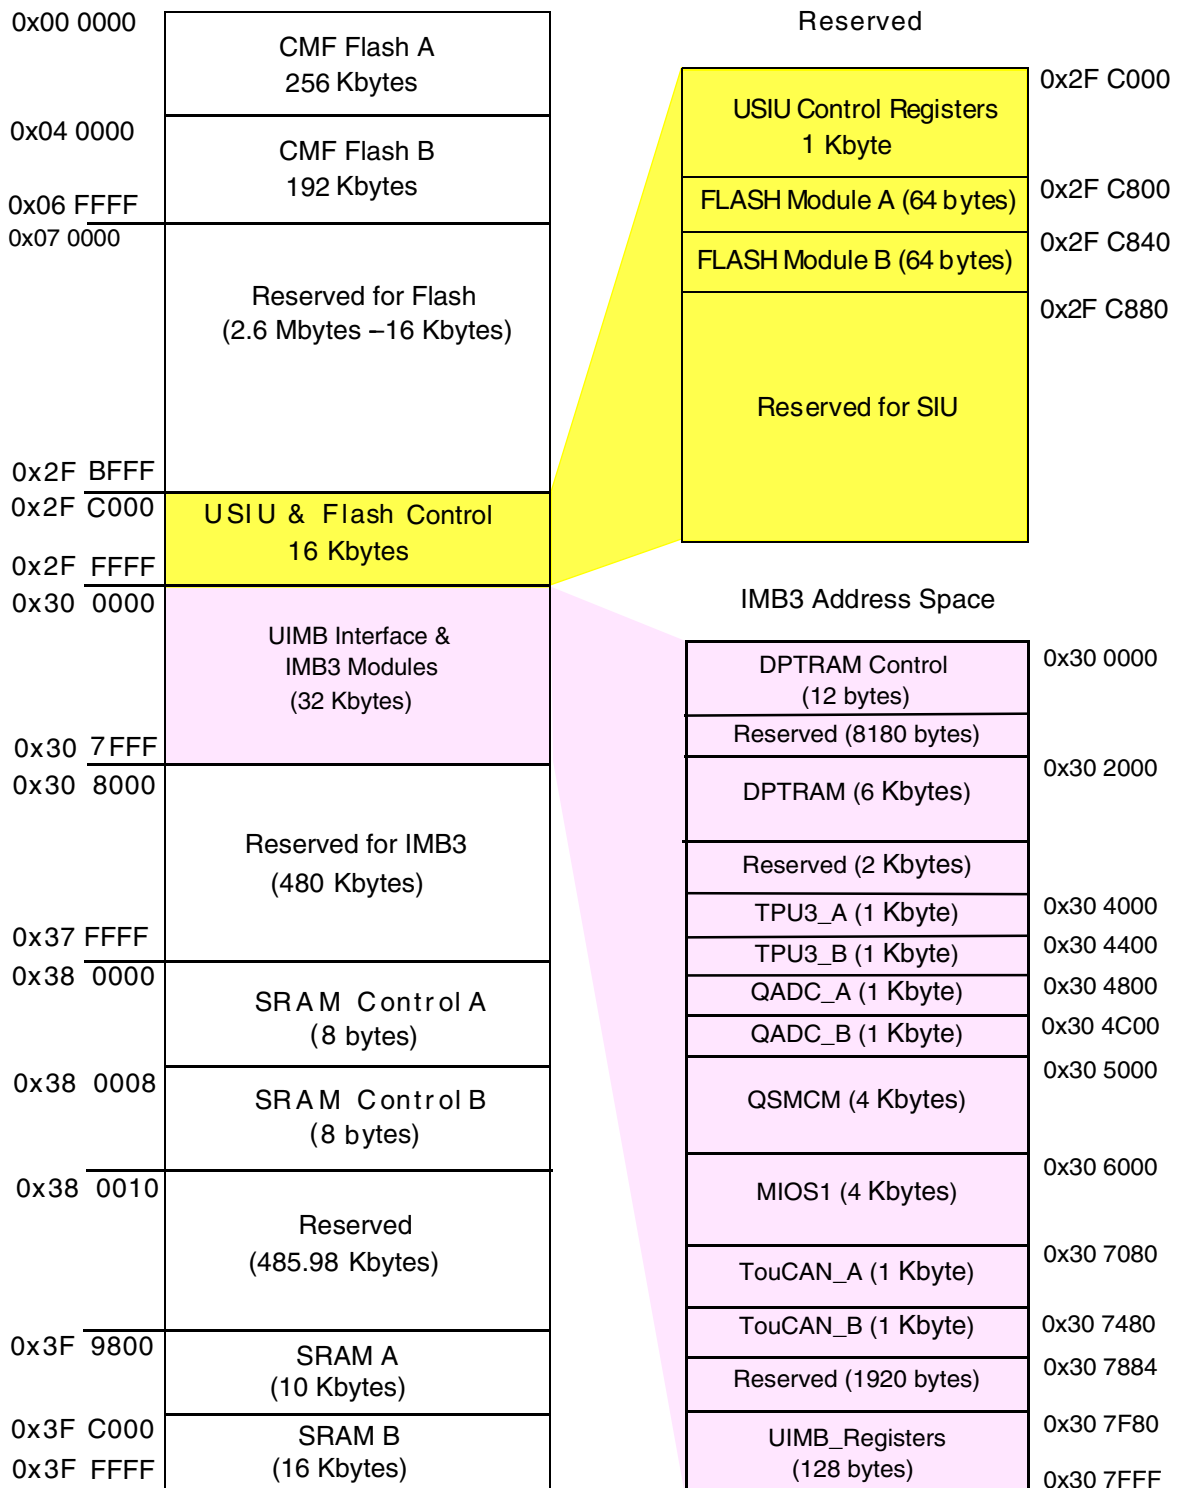 0x00 0000
CMF Flash A
256 Kbytes
0x04 0000
CMF Flash B
192 Kbytes
0x06 FFFF
0x07 0000
Reserved for Flash
(2.6 Mbytes –16 Kbytes)
0x2F BFFF
0x2F C000
USIU & Flash Control
16 Kbytes
0x2F FFFF
0x30 0000
UIMB Interface &
IMB3 Modules
(32 Kbytes)
0x30 7FFF
0x30 8000
Reserved for IMB3
(480 Kbytes)
0x37 FFFF
0x38 0000
SRAM Control A
(8 bytes)
0x38 0008
SRAM Control B
(8 bytes)
0x38 0010
Reserved
(485.98 Kbytes)
0x3F 9800
SRAM A
(10 Kbytes)
0x3F C000
SRAM B
(16 Kbytes)
0x3F FFFF
Reserved
0x2F C000
USIU Control Registers
1 Kbyte
FLASH Module A (64 bytes)
0x2F C800
0x2F C840
FLASH Module B (64 bytes)
0x2F C880
Reserved for SIU
IMB3 Address Space
DPTRAM Control
(12 bytes)
0x30 0000
Reserved (8180 bytes)
0x30 2000
DPTRAM (6 Kbytes)
Reserved (2 Kbytes)
TPU3_A (1 Kbyte)
0x30 4000
TPU3_B (1 Kbyte)
0x30 4400
QADC_A (1 Kbyte)
0x30 4800
QADC_B (1 Kbyte)
0x30 4C00
0x30 5000
QSMCM (4 Kbytes)
0x30 6000
MIOS1 (4 Kbytes)
0x30 7080
TouCAN_A (1 Kbyte)
TouCAN_B (1 Kbyte)
0x30 7480
Reserved (1920 bytes)
0x30 7884
UIMB_Registers
(128 bytes)
0x30 7F80
0x30 7FFF